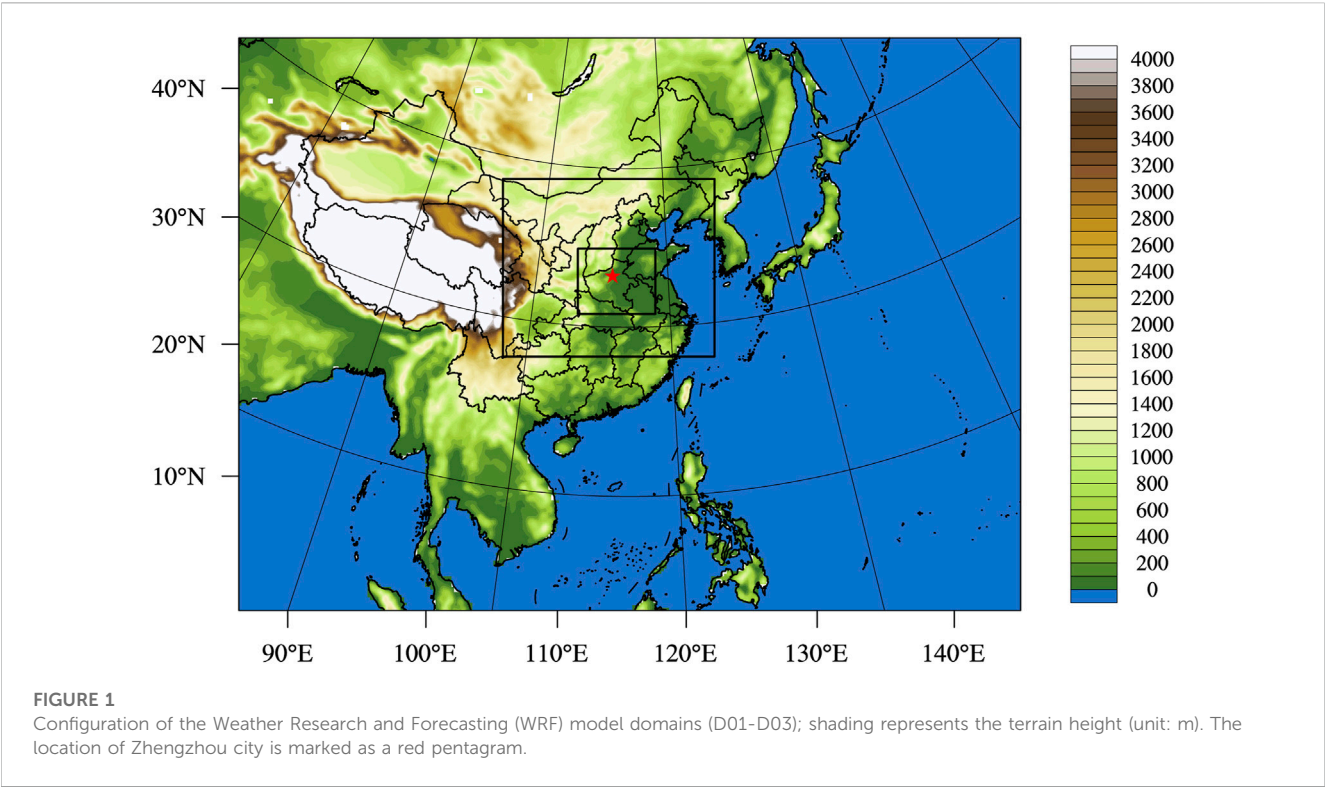 40°N
30°N
20°N
10°N
90°E 100°E 110°E 120°E 130°E 140°E
4000
3800
3600
3400
3200
3000
2800
2600
2400
2200
2000
1800
1600
1400
1200
1000
800
600
400
200
0
FIGURE 1
Configuration of the Weather Research and Forecasting (WRF) model domains (D01-D03); shading represents the terrain height (unit: m). The
location of Zhengzhou city is marked as a red pentagram.